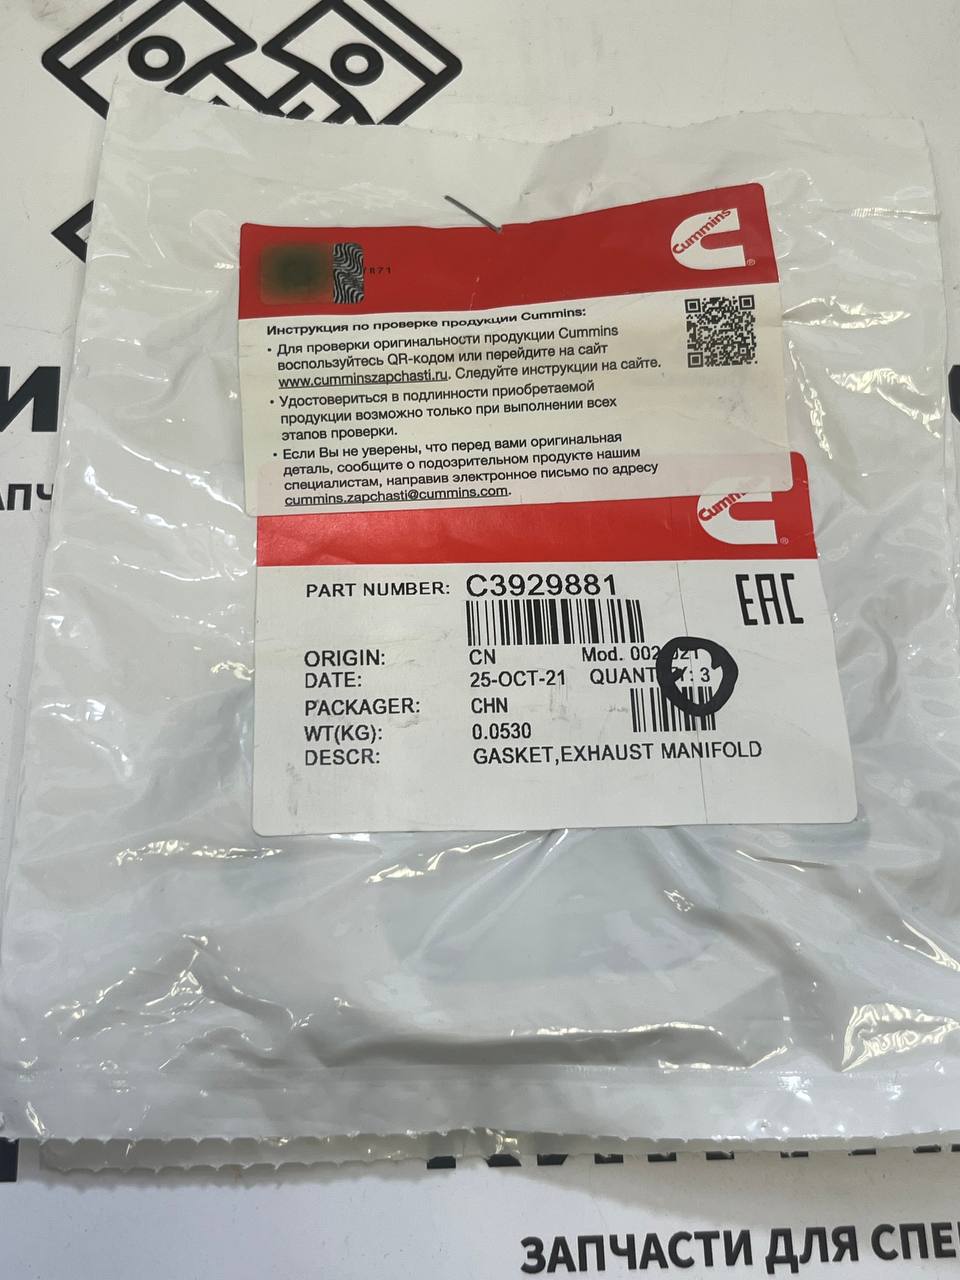 Cummins
R71
Инструкция по проверке продукции Cummins:
• Для проверки оригинальности продукции Cummins
воспользуйтесь QR-кодом или перейдите на сайт
www.cumminszapchasti.ru. Следуйте инструкции на сайте.
• Удостовериться в подлинности приобретаемой
продукции возможно только при выполнении всех
этапов проверки.
• Если Вы не уверены, что перед вами оригинальная
деталь, сообщите о подозрительном продукте нашим
специалистам, направив электронное письмо по адресу
cummins.zapchasti@cummins.com.
Cummins
PART NUMBER: C3929881
EAC
ORIGIN: CN Mod.
DATE: 25-OCT-21 QUANT Y: 3
PACKAGER: CHN
WT(KG): 0.0530
DESCR: GASKET,EXHAUST MANIFOLD
ЗАПЧАСТИ ДЛЯ СПЕ